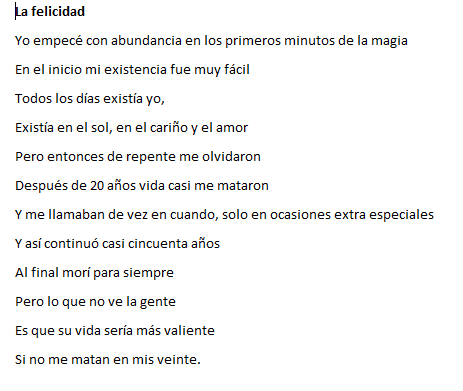 La felicidad
Yo empecé con abundancia en los primeros minutos de la magia
En el inicio mi existencia fue muy fácil
Todos los días existía yo,
Existía en el sol, en el cariño y el amor
Pero entonces de repente me olvidaron
Después de 20 años vida casi me mataron
Y me llamaban de vez en cuando, solo en ocasiones extra especiales
Y así continuó casi cincuenta años
Al final morí para siempre
Pero lo que no ve la gente
Es que su vida sería más valiente
Si no me matan en mis veinte.